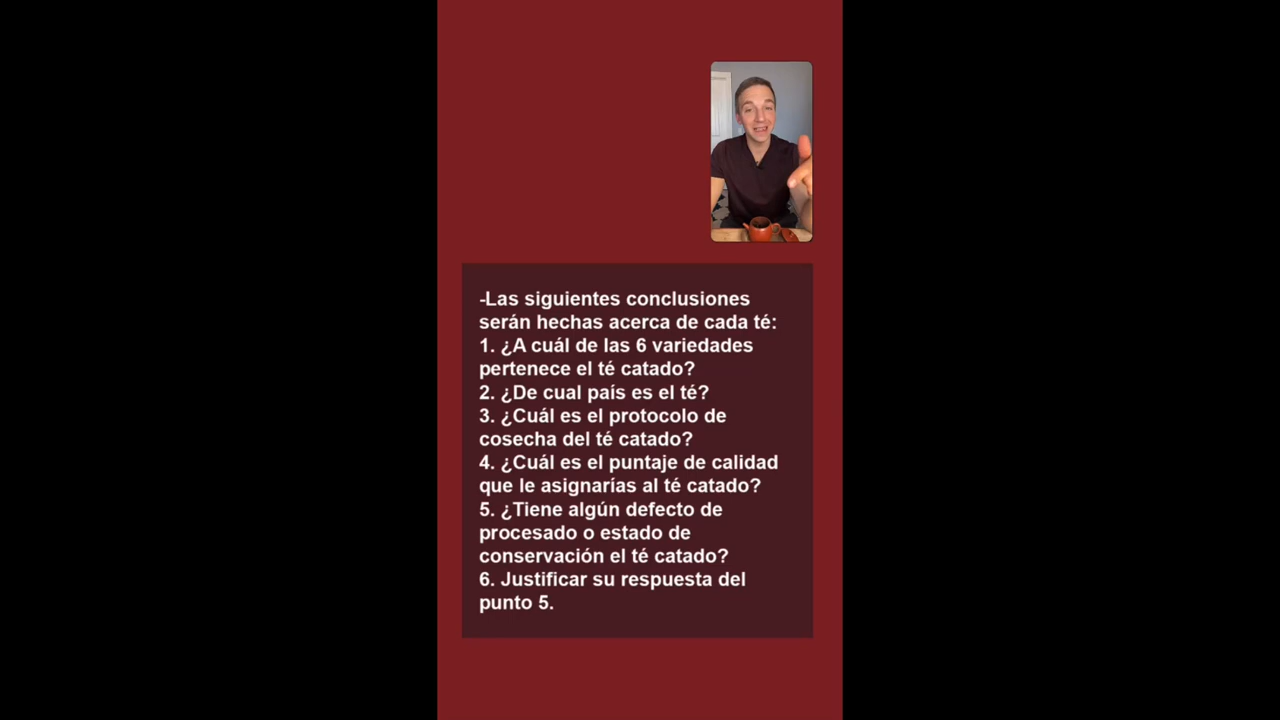 -Las siguientes conclusiones
serán hechas acerca de cada té:
1. ¿A cuál de las 6 variedades
pertenece el té catado?
2. ¿De cual país es el té?
3. ¿Cuál es el protocolo de
cosecha del té catado?
4. ¿Cuál es el puntaje de calidad
que le asignarías al té catado?
5. ¿Tiene algún defecto de
procesado o estado de
conservación el té catado?
6. Justificar su respuesta del
punto 5.